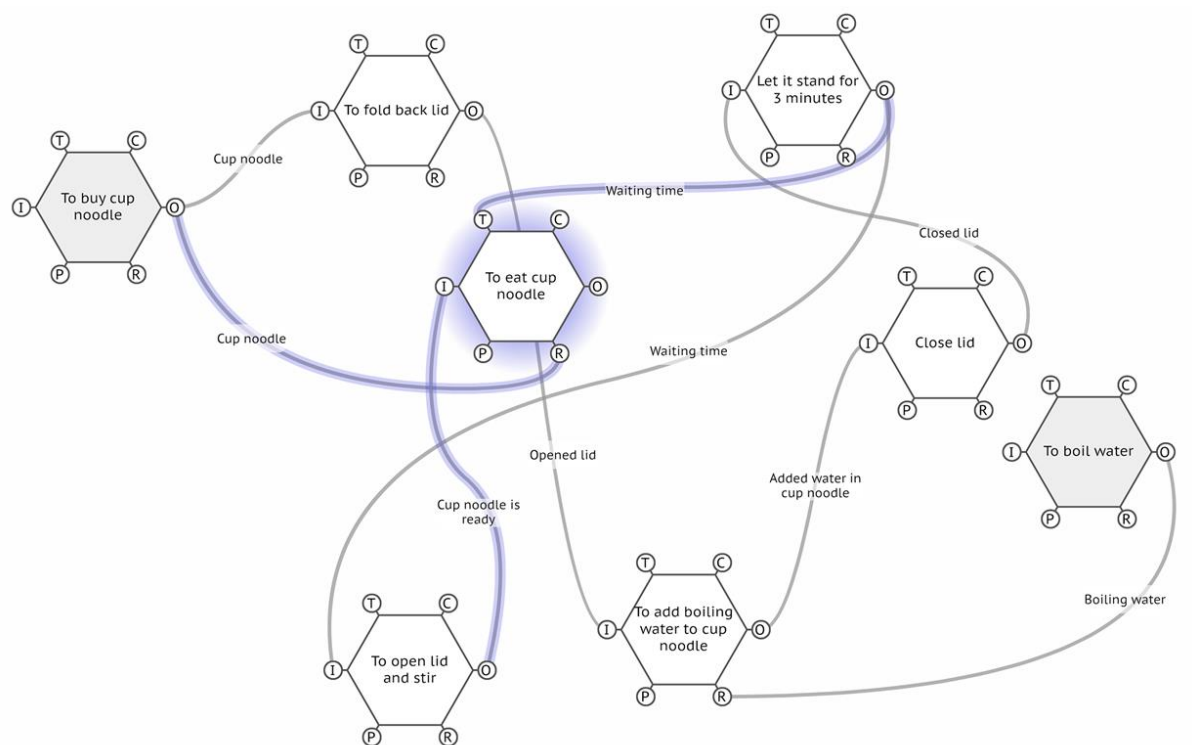 T
C
Let it stand for
3 minutes
I
O
P
R
T
C
To fold back lid
I
O
P
R
Cup noodle
T
C
To buy cup
noodle
I
O
P
R
Waiting time
T
C
To eat cup
noodle
I
O
P
R
Closed lid
T
C
Close lid
I
O
P
R
Cup noodle
Waiting time
T
C
To boil water
I
O
P
R
Opened lid
Added water in
cup noodle
Cup noodle is
ready
T
C
To add boiling
water to cup
noodle
I
O
P
R
Boiling water
T
C
To open lid
and stir
I
O
P
R